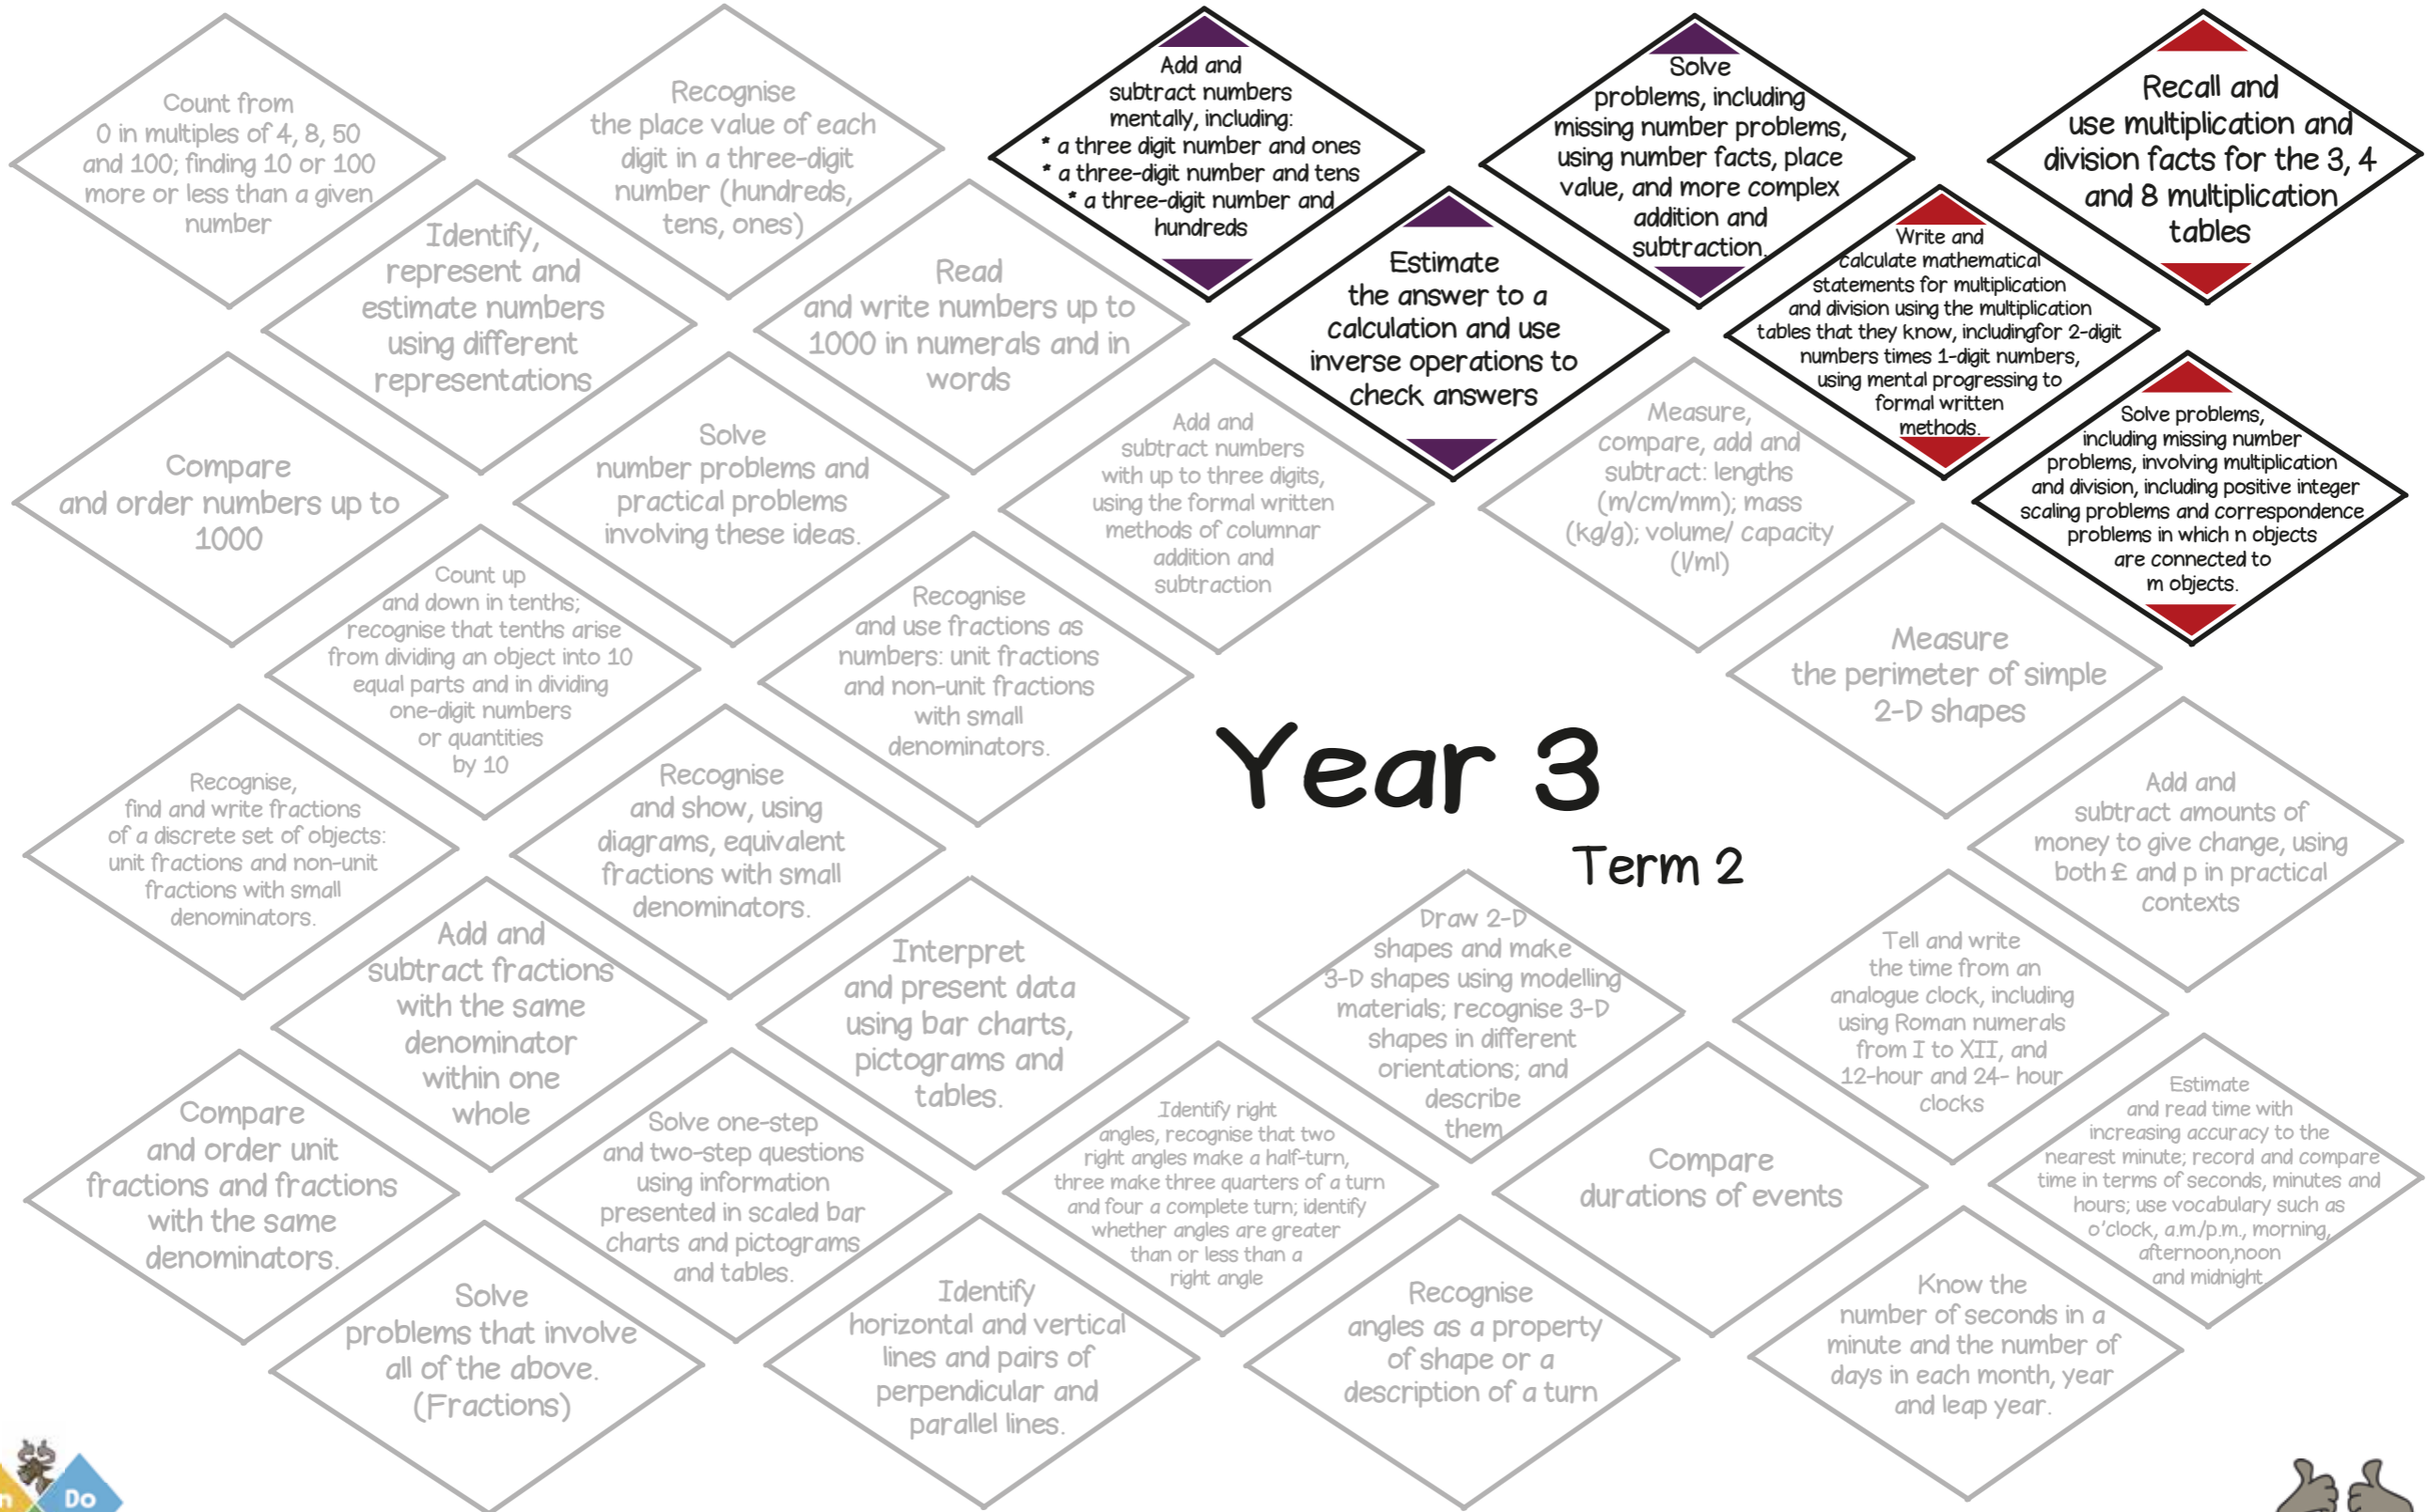 Count from
0 in multiples of 4, 8, 50
and 100; finding 10 or 100
more or less than a given
number
Recognise
the place value of each
digit in a three-digit
number (hundreds,
tens, ones)
Add and
subtract numbers
mentally, including:
* a three digit number and ones
* a three-digit number and tens
* a three-digit number and
hundreds
Solve
problems, including
missing number problems,
using number facts, place
value, and more complex
addition and
subtraction.
Recall and
use multiplication and
division facts for the 3, 4
and 8 multiplication
tables
Identify,
represent and
estimate numbers
using different
representations
Read
and write numbers up to
1000 in numerals and in
words
Estimate
the answer to a
calculation and use
inverse operations to
check answers
Write and
calculate mathematical
statements for multiplication
and division using the multiplication
tables that they know, includingfor 2-digit
numbers times 1-digit numbers,
using mental progressing to
formal written
methods.
Compare
and order numbers up to
1000
Solve
number problems and
practical problems
involving these ideas.
Add and
subtract numbers
with up to three digits,
using the formal written
methods of columnar
addition and
subtraction
Measure,
compare, add and
subtract: lengths
(m/cm/mm); mass
(kg/g); volume/ capacity
(l/ml)
Solve problems,
including missing number
problems, involving multiplication
and division, including positive integer
scaling problems and correspondence
problems in which n objects
are connected to
m objects.
Count up
and down in tenths;
recognise that tenths arise
from dividing an object into 10
equal parts and in dividing
one-digit numbers
or quantities
by 10
Recognise
and use fractions as
numbers: unit fractions
and non-unit fractions
with small
denominators.
Measure
the perimeter of simple
2-D shapes
Year 3
Term 2
Recognise,
find and write fractions
of a discrete set of objects:
unit fractions and non-unit
fractions with small
denominators.
Recognise
and show, using
diagrams, equivalent
fractions with small
denominators.
Add and
subtract amounts of
money to give change, using
both £ and p in practical
contexts
Add and
subtract fractions
with the same
denominator
within one
whole
Interpret
and present data
using bar charts,
pictograms and
tables.
Draw 2-D
shapes and make
3-D shapes using modelling
materials; recognise 3-D
shapes in different
orientations; and
describe
them
Tell and write
the time from an
analogue clock, including
using Roman numerals
from I to XII, and
12-hour and 24- hour
clocks
Compare
and order unit
fractions and fractions
with the same
denominators.
Solve one-step
and two-step questions
using information
presented in scaled bar
charts and pictograms
and tables.
Identify right
angles, recognise that two
right angles make a half-turn,
three make three quarters of a turn
and four a complete turn; identify
whether angles are greater
than or less than a
right angle
Compare
durations of events
Estimate
and read time with
increasing accuracy to the
nearest minute; record and compare
time in terms of seconds, minutes and
hours; use vocabulary such as
o'clock, a.m./p.m., morning,
afternoon,noon
and midnight
Solve
problems that involve
all of the above.
(Fractions)
Identify
horizontal and vertical
lines and pairs of
perpendicular and
parallel lines.
Recognise
angles as a property
of shape or a
description of a turn
Know the
number of seconds in a
minute and the number of
days in each month, year
and leap year.
n
Do